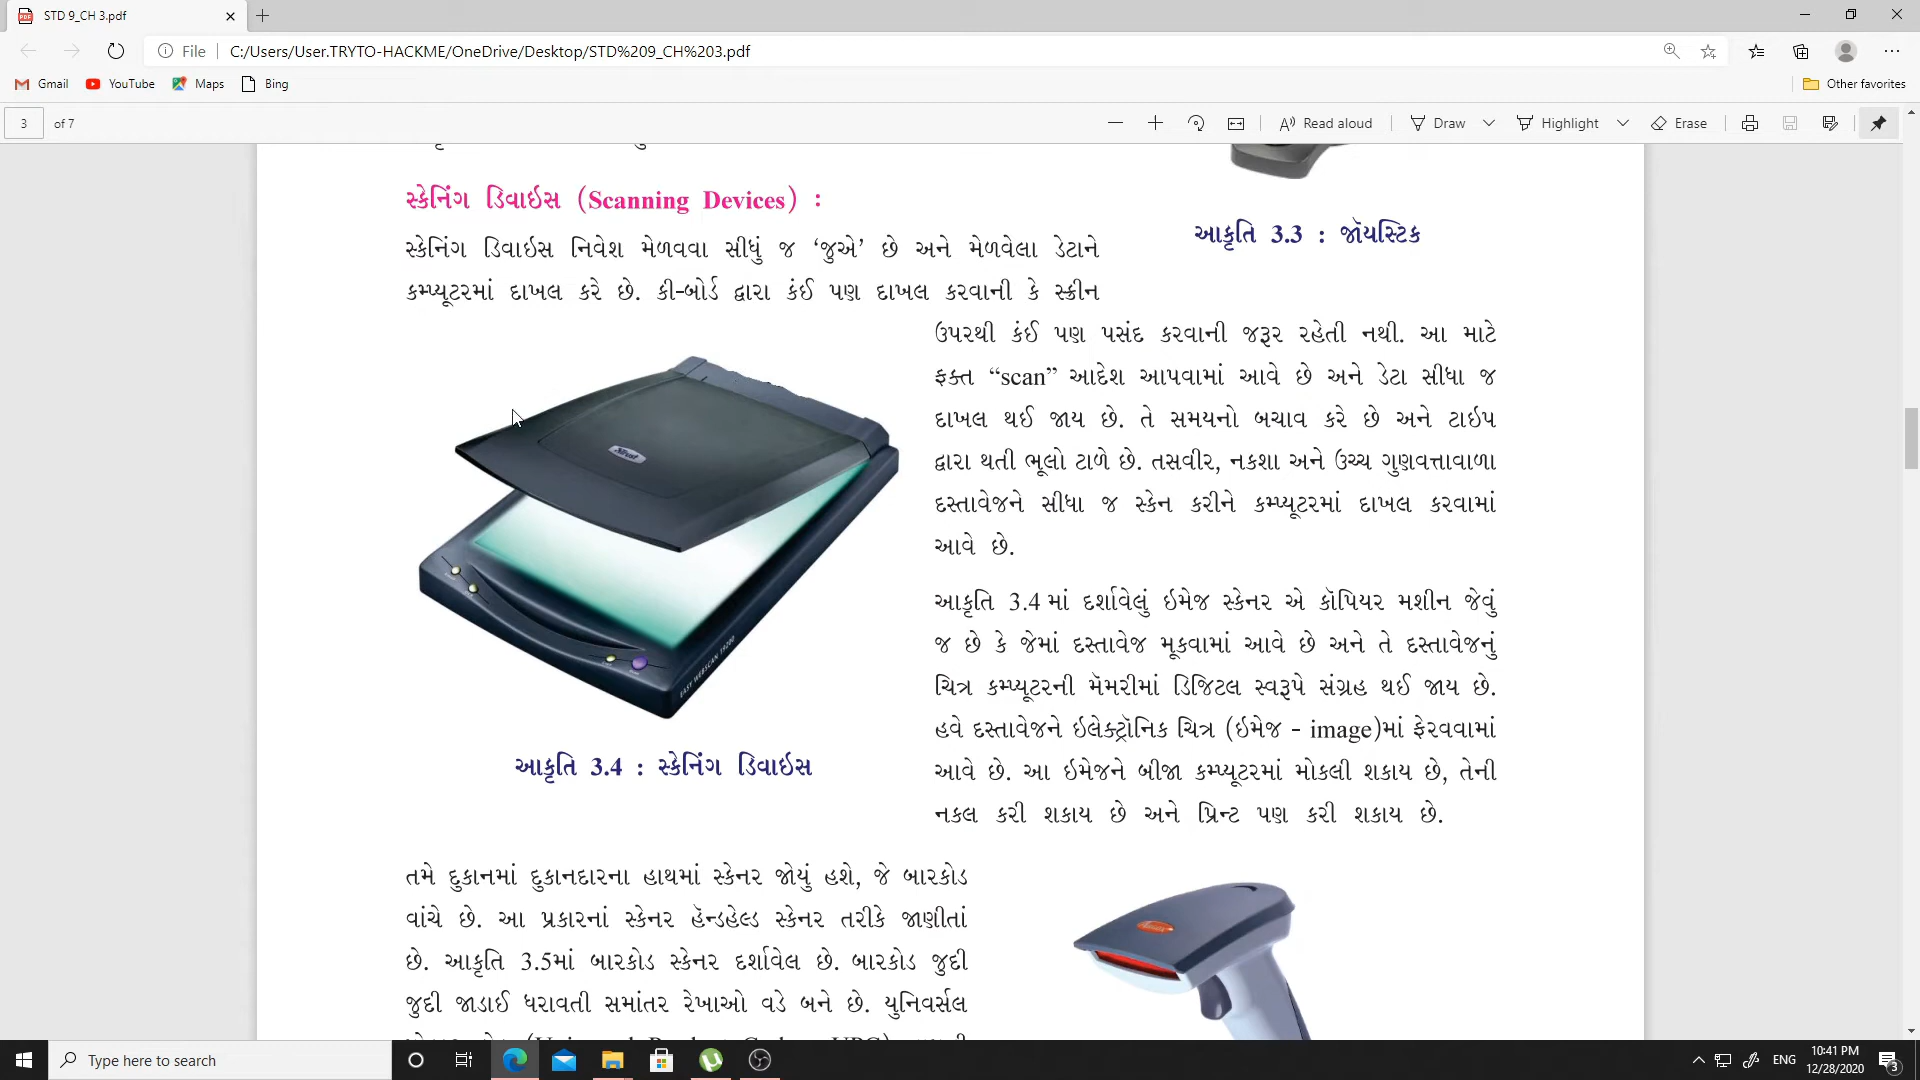 STD 9_CH 3.pdf
File
C:/Users/User.TRYTO-HACKME/OneDrive/Desktop/STD%209_CH%203.pdf
Gmail
YouTube
Maps
Bing
Other favorites
3 of 7
Read aloud
Draw
Highlight
Erase
સ્કેનિંગ ડિવાઇસ (Scanning Devices) :
આકૃતિ 3.3 : જૉયસ્ટિક
સ્કેનિંગ ડિવાઇસ નિવેશ મેળવવા સીધું જ ‘જુએ’ છે અને મેળવેલા ડેટાને
કમ્પ્યૂટરમાં દાખલ કરે છે. કી-બોર્ડ દ્વારા કંઈ પણ દાખલ કરવાની કે સ્ક્રીન
ઉપરથી કંઈ પણ પસંદ કરવાની જરૂર રહેતી નથી. આ માટે
ફક્ત “scan” આદેશ આપવામાં આવે છે અને ડેટા સીધા જ
દાખલ થઈ જાય છે. તે સમયનો બચાવ કરે છે અને ટાઇપ
દ્વારા થતી ભૂલો ટાળે છે. તસવીર, નકશા અને ઉચ્ચ ગુણવત્તાવાળા
દસ્તાવેજને સીધા જ સ્કેન કરીને કમ્પ્યૂટરમાં દાખલ કરવામાં
આવે છે.
આકૃતિ 3.4 માં દર્શાવેલું ઇમેજ સ્કેનર એ કૉપિયર મશીન જેવું
જ છે કે જેમાં દસ્તાવેજ મૂકવામાં આવે છે અને તે દસ્તાવેજનું
ચિત્ર કમ્પ્યૂટરની મૅમરીમાં ડિજિટલ સ્વરૂપે સંગ્રહ થઈ જાય છે.
હવે દસ્તાવેજને ઇલેક્ટ્રૉનિક ચિત્ર (ઇમેજ - image)માં ફેરવવામાં
આવે છે. આ ઇમેજને બીજા કમ્પ્યૂટરમાં મોકલી શકાય છે, તેની
નકલ કરી શકાય છે અને પ્રિન્ટ પણ કરી શકાય છે.
Trust
EASY WEBSCAN 19200
આકૃતિ 3.4 : સ્કેનિંગ ડિવાઇસ
તમે દુકાનમાં દુકાનદારના હાથમાં સ્કેનર જોયું હશે, જે બારકોડ
વાંચે છે. આ પ્રકારનાં સ્કેનર હૅન્ડહેલ્ડ સ્કેનર તરીકે જાણીતાં
છે. આકૃતિ 3.5માં બારકોડ સ્કેનર દર્શાવેલ છે. બારકોડ જુદી
જુદી જાડાઈ ધરાવતી સમાંતર રેખાઓ વડે બને છે. યુનિવર્સલ
Type here to search
ENG
10:41 PM
12/28/2020
3